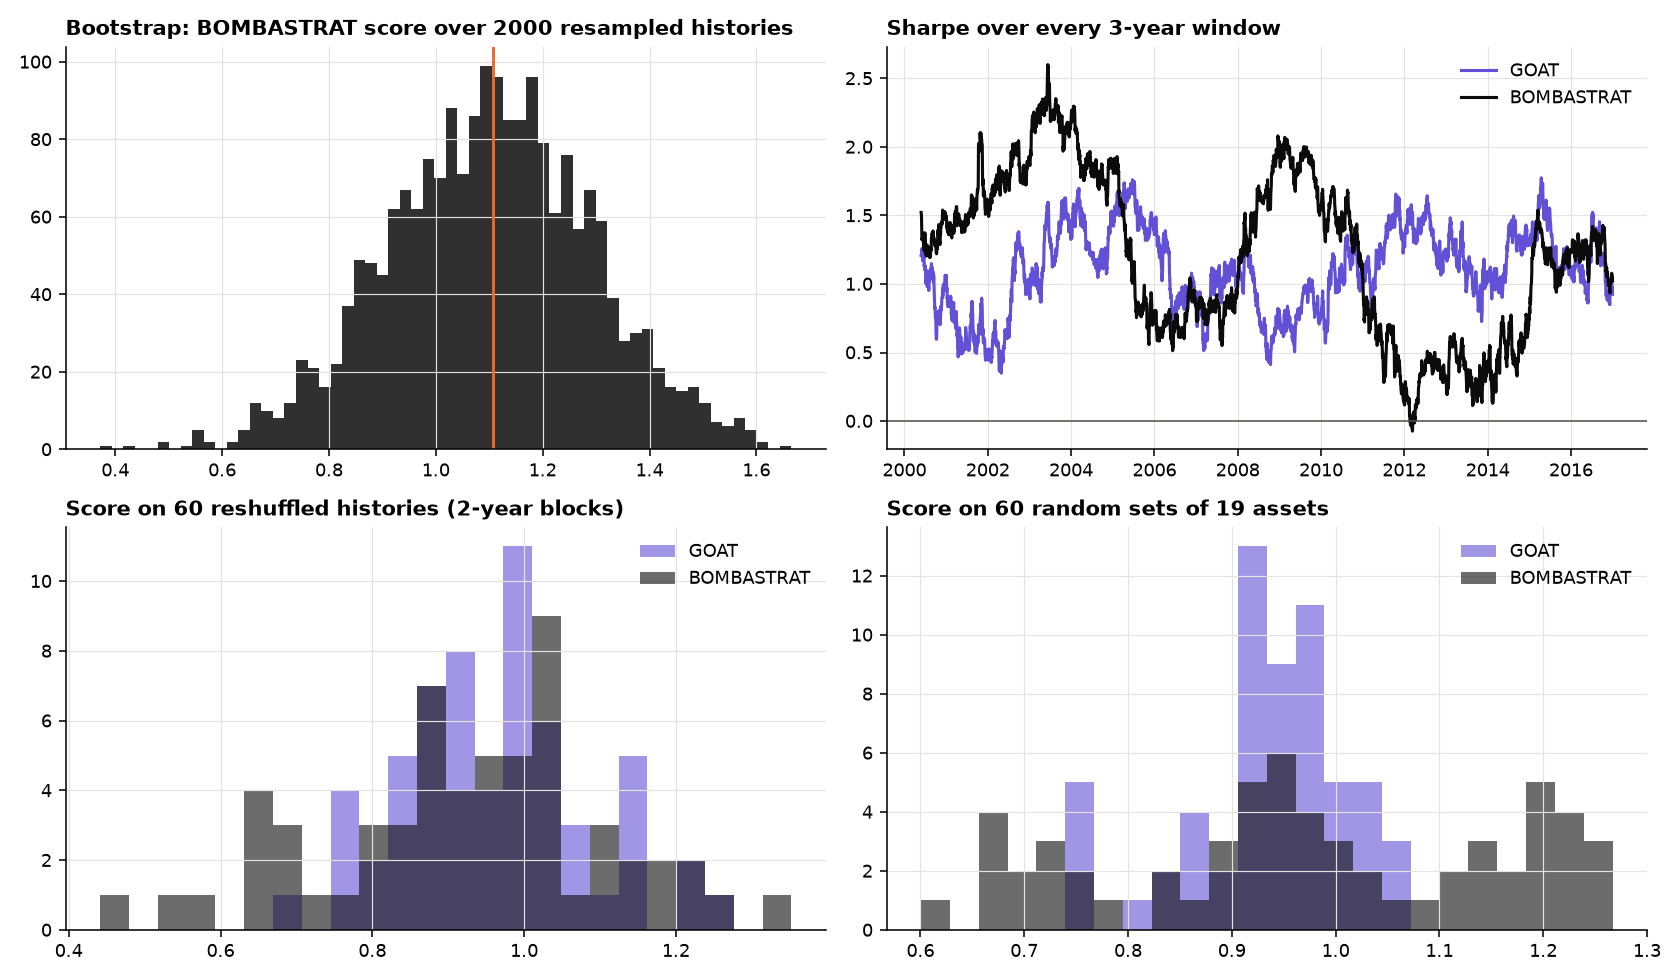 Bootstrap: BOMBASTRAT score over 2000 resampled histories
100
80
60
40
20
0
0.4 0.6 0.8 1.0 1.2 1.4 1.6
Sharpe over every 3-year window
GOAT
BOMBASTRAT
2.5
2.0
1.5
1.0
0.5
0.0
2000 2002 2004 2006 2008 2010 2012 2014 2016
Score on 60 reshuffled histories (2-year blocks)
GOAT
BOMBASTRAT
10
8
6
4
2
0
0.4 0.6 0.8 1.0 1.2
Score on 60 random sets of 19 assets
GOAT
BOMBASTRAT
12
10
8
6
4
2
0
0.6 0.7 0.8 0.9 1.0 1.1 1.2 1.3